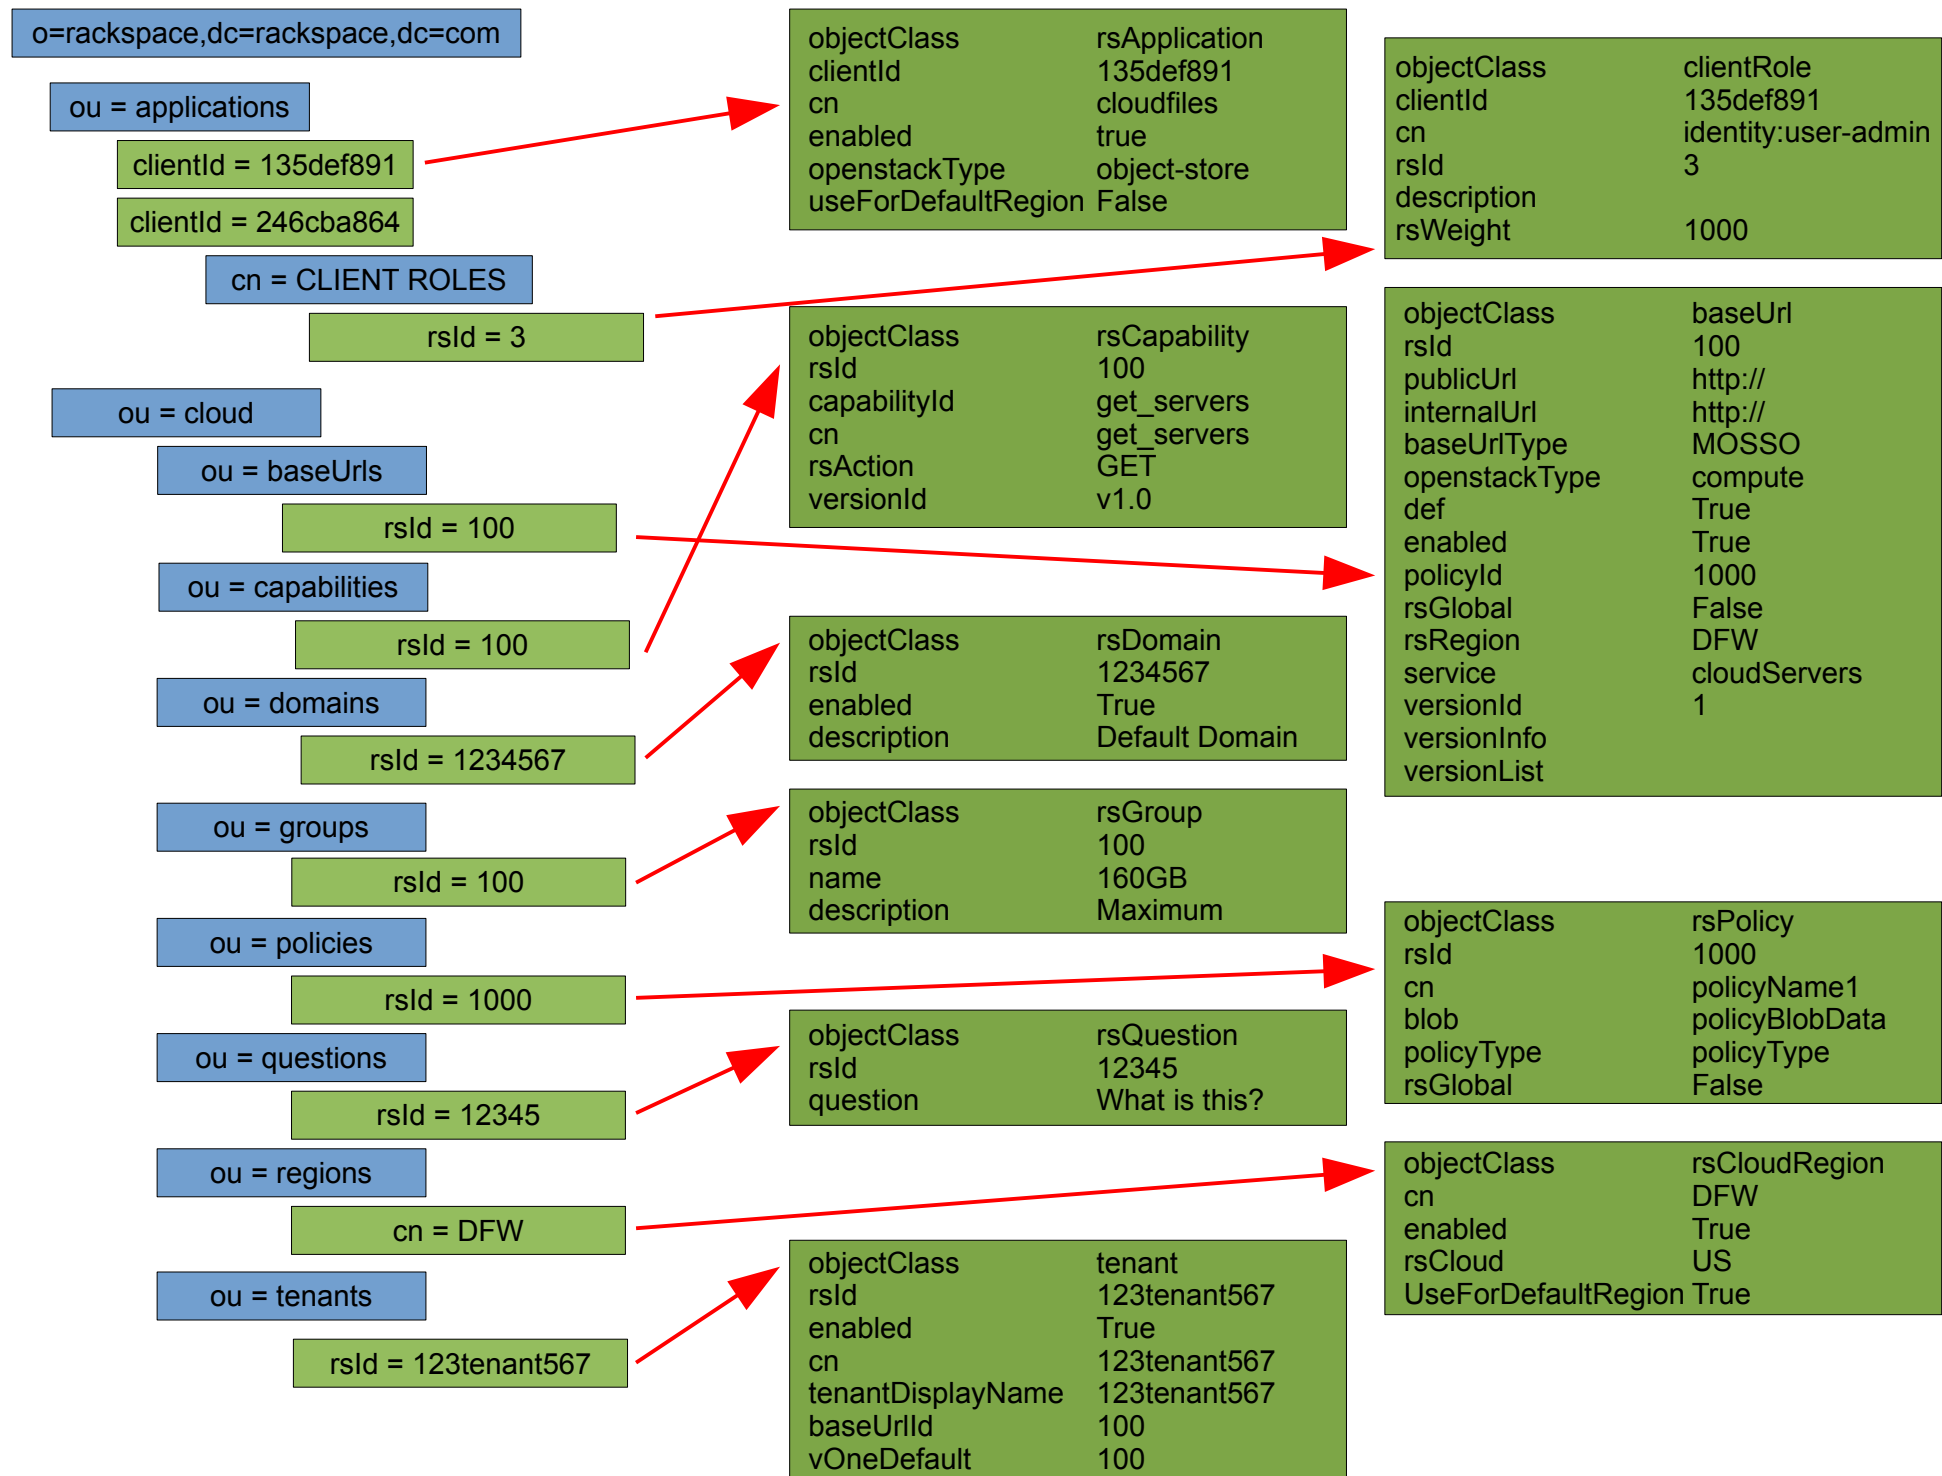 o=rackspace,dc=rackspace,dc=com
ou = applications
clientId = 135def891
clientId = 246cba864
cn = CLIENT ROLES
rsId = 3
ou = cloud
ou = baseUrls
rsId = 100
ou = capabilities
rsId = 100
ou = domains
rsId = 1234567
ou = groups
rsId = 100
ou = policies
rsId = 1000
ou = questions
rsId = 12345
ou = regions
cn = DFW
ou = tenants
rsId = 123tenant567
objectClass rsApplication
clientId 135def891
cn cloudfiles
enabled true
openstackType object-store
useForDefaultRegion False
objectClass rsCapability
rsId 100
capabilityId get_servers
cn get_servers
rsAction GET
versionId v1.0
objectClass rsDomain
rsId 1234567
enabled True
description Default Domain
objectClass rsGroup
rsId 100
name 160GB
description Maximum
objectClass rsQuestion
rsId 12345
question What is this?
objectClass tenant
rsId 123tenant567
enabled True
cn 123tenant567
tenantDisplayName 123tenant567
baseUrlId 100
vOneDefault 100
objectClass clientRole
clientId 135def891
cn identity:user-admin
rsId 3
description
rsWeight 1000
objectClass baseUrl
rsId 100
publicUrl http://
internalUrl http://
baseUrlType MOSSO
openstackType compute
def True
enabled True
policyId 1000
rsGlobal False
rsRegion DFW
service cloudServers
versionId 1
versionInfo
versionList
objectClass rsPolicy
rsId 1000
cn policyName1
blob policyBlobData
policyType policyType
rsGlobal False
objectClass rsCloudRegion
cn DFW
enabled True
rsCloud US
UseForDefaultRegion True